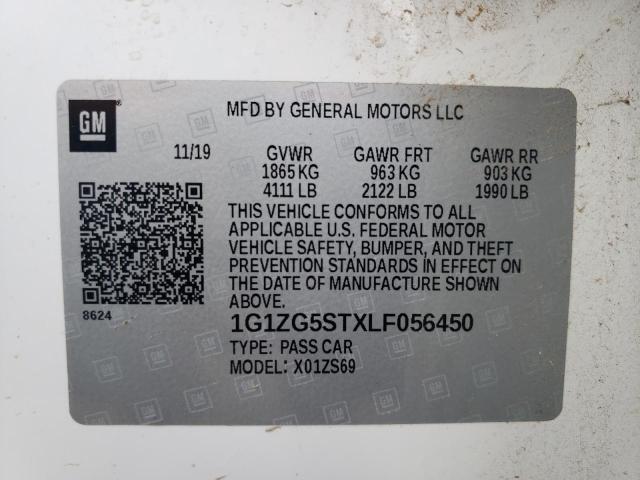 GM
MFD BY GENERAL MOTORS LLC
11/19 GVWR GAWR FRT GAWR RR
1865 KG 963 KG 903 KG
4111 LB 2122 LB 1990 LB
THIS VEHICLE CONFORMS TO ALL
APPLICABLE U.S. FEDERAL MOTOR
VEHICLE SAFETY, BUMPER, AND THEFT
PREVENTION STANDARDS IN EFFECT ON
THE DATE OF MANUFACTURE SHOWN
ABOVE.
8624
1G1ZG5STXLF056450
TYPE: PASS CAR
MODEL: X01ZS69